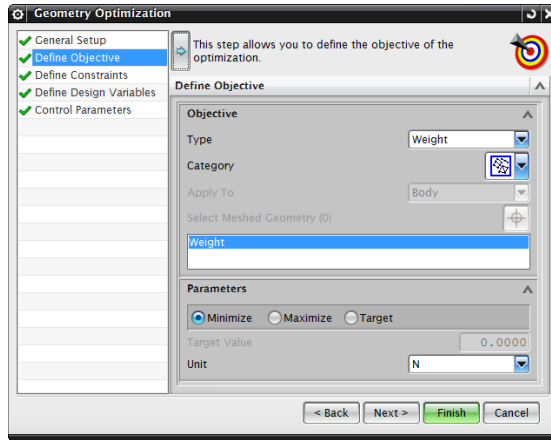 Geometry Optimization
General Setup
Define Objective
Define Constraints
Define Design Variables
Control Parameters
This step allows you to define the objective of the
optimization.
Define Objective
Objective
Type
Weight
Category
Apply To
Body
Select Meshed Geometry (0)
Weight
Parameters
Minimize
Maximize
Target
Target Value
0.0000
Unit
N
< Back
Next >
Finish
Cancel